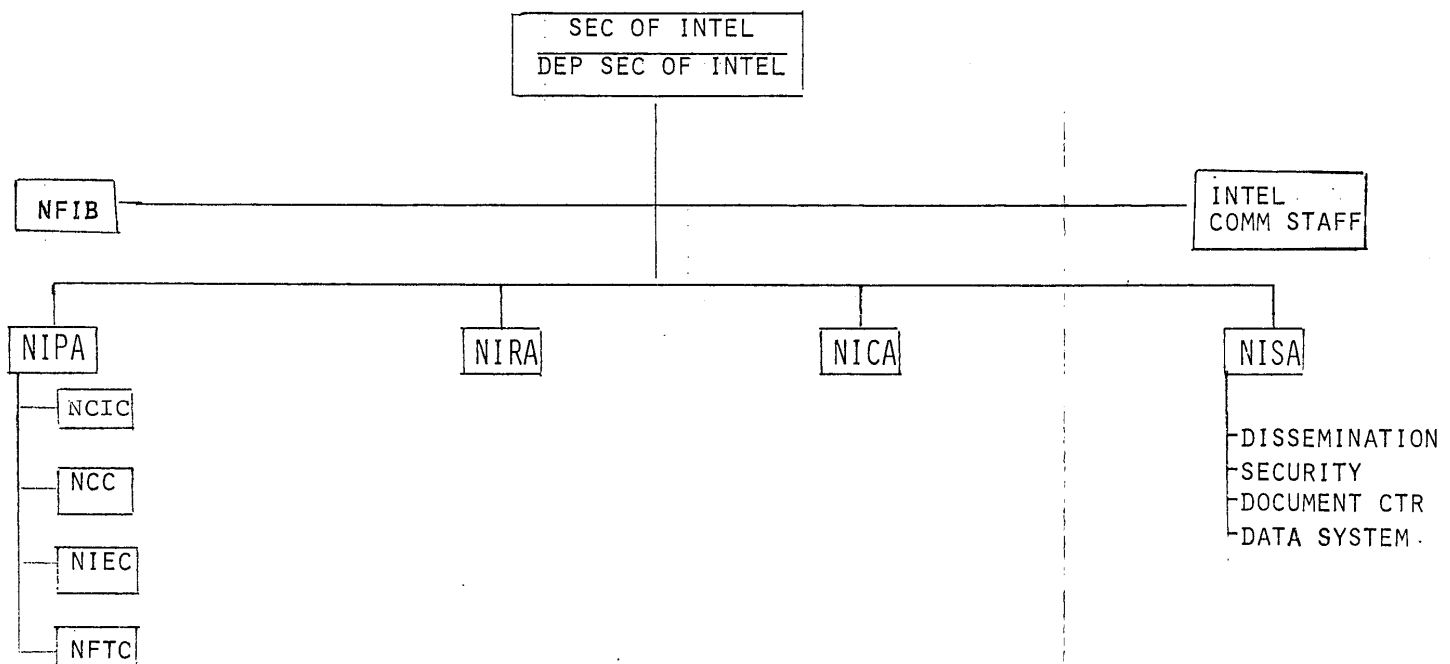 SEC OF INTEL
DEP SEC OF INTEL
NFIB
INTEL
COMM STAFF
NIPA
NIRA
NICA
NISA
NCIC
NCC
NIEC
NFTC
DISSEMINATION
SECURITY
DOCUMENT CTR
DATA SYSTEM